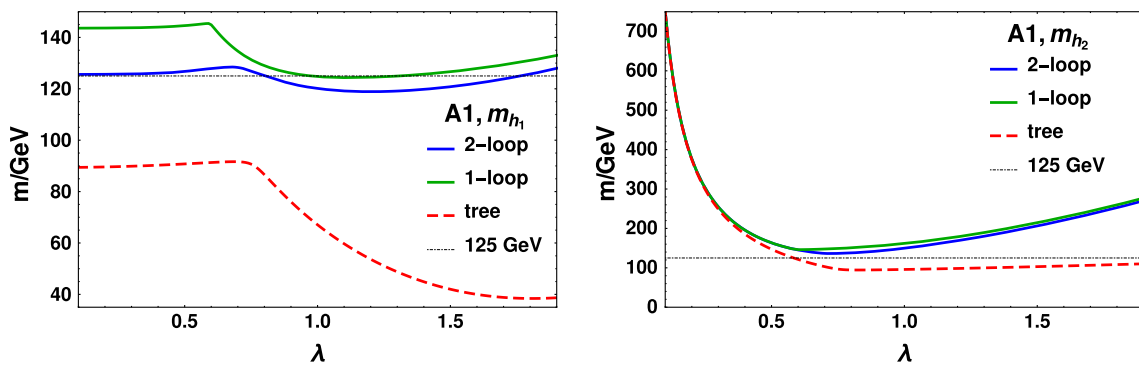 140
120
100
80
60
40
m/GeV
0.5
1.0
1.5
λ
A1, m_{h_1}
2-loop
1-loop
tree
125 GeV
700
600
500
400
300
200
100
0
m/GeV
0.5
1.0
1.5
λ
A1, m_{h_2}
2-loop
1-loop
tree
125 GeV